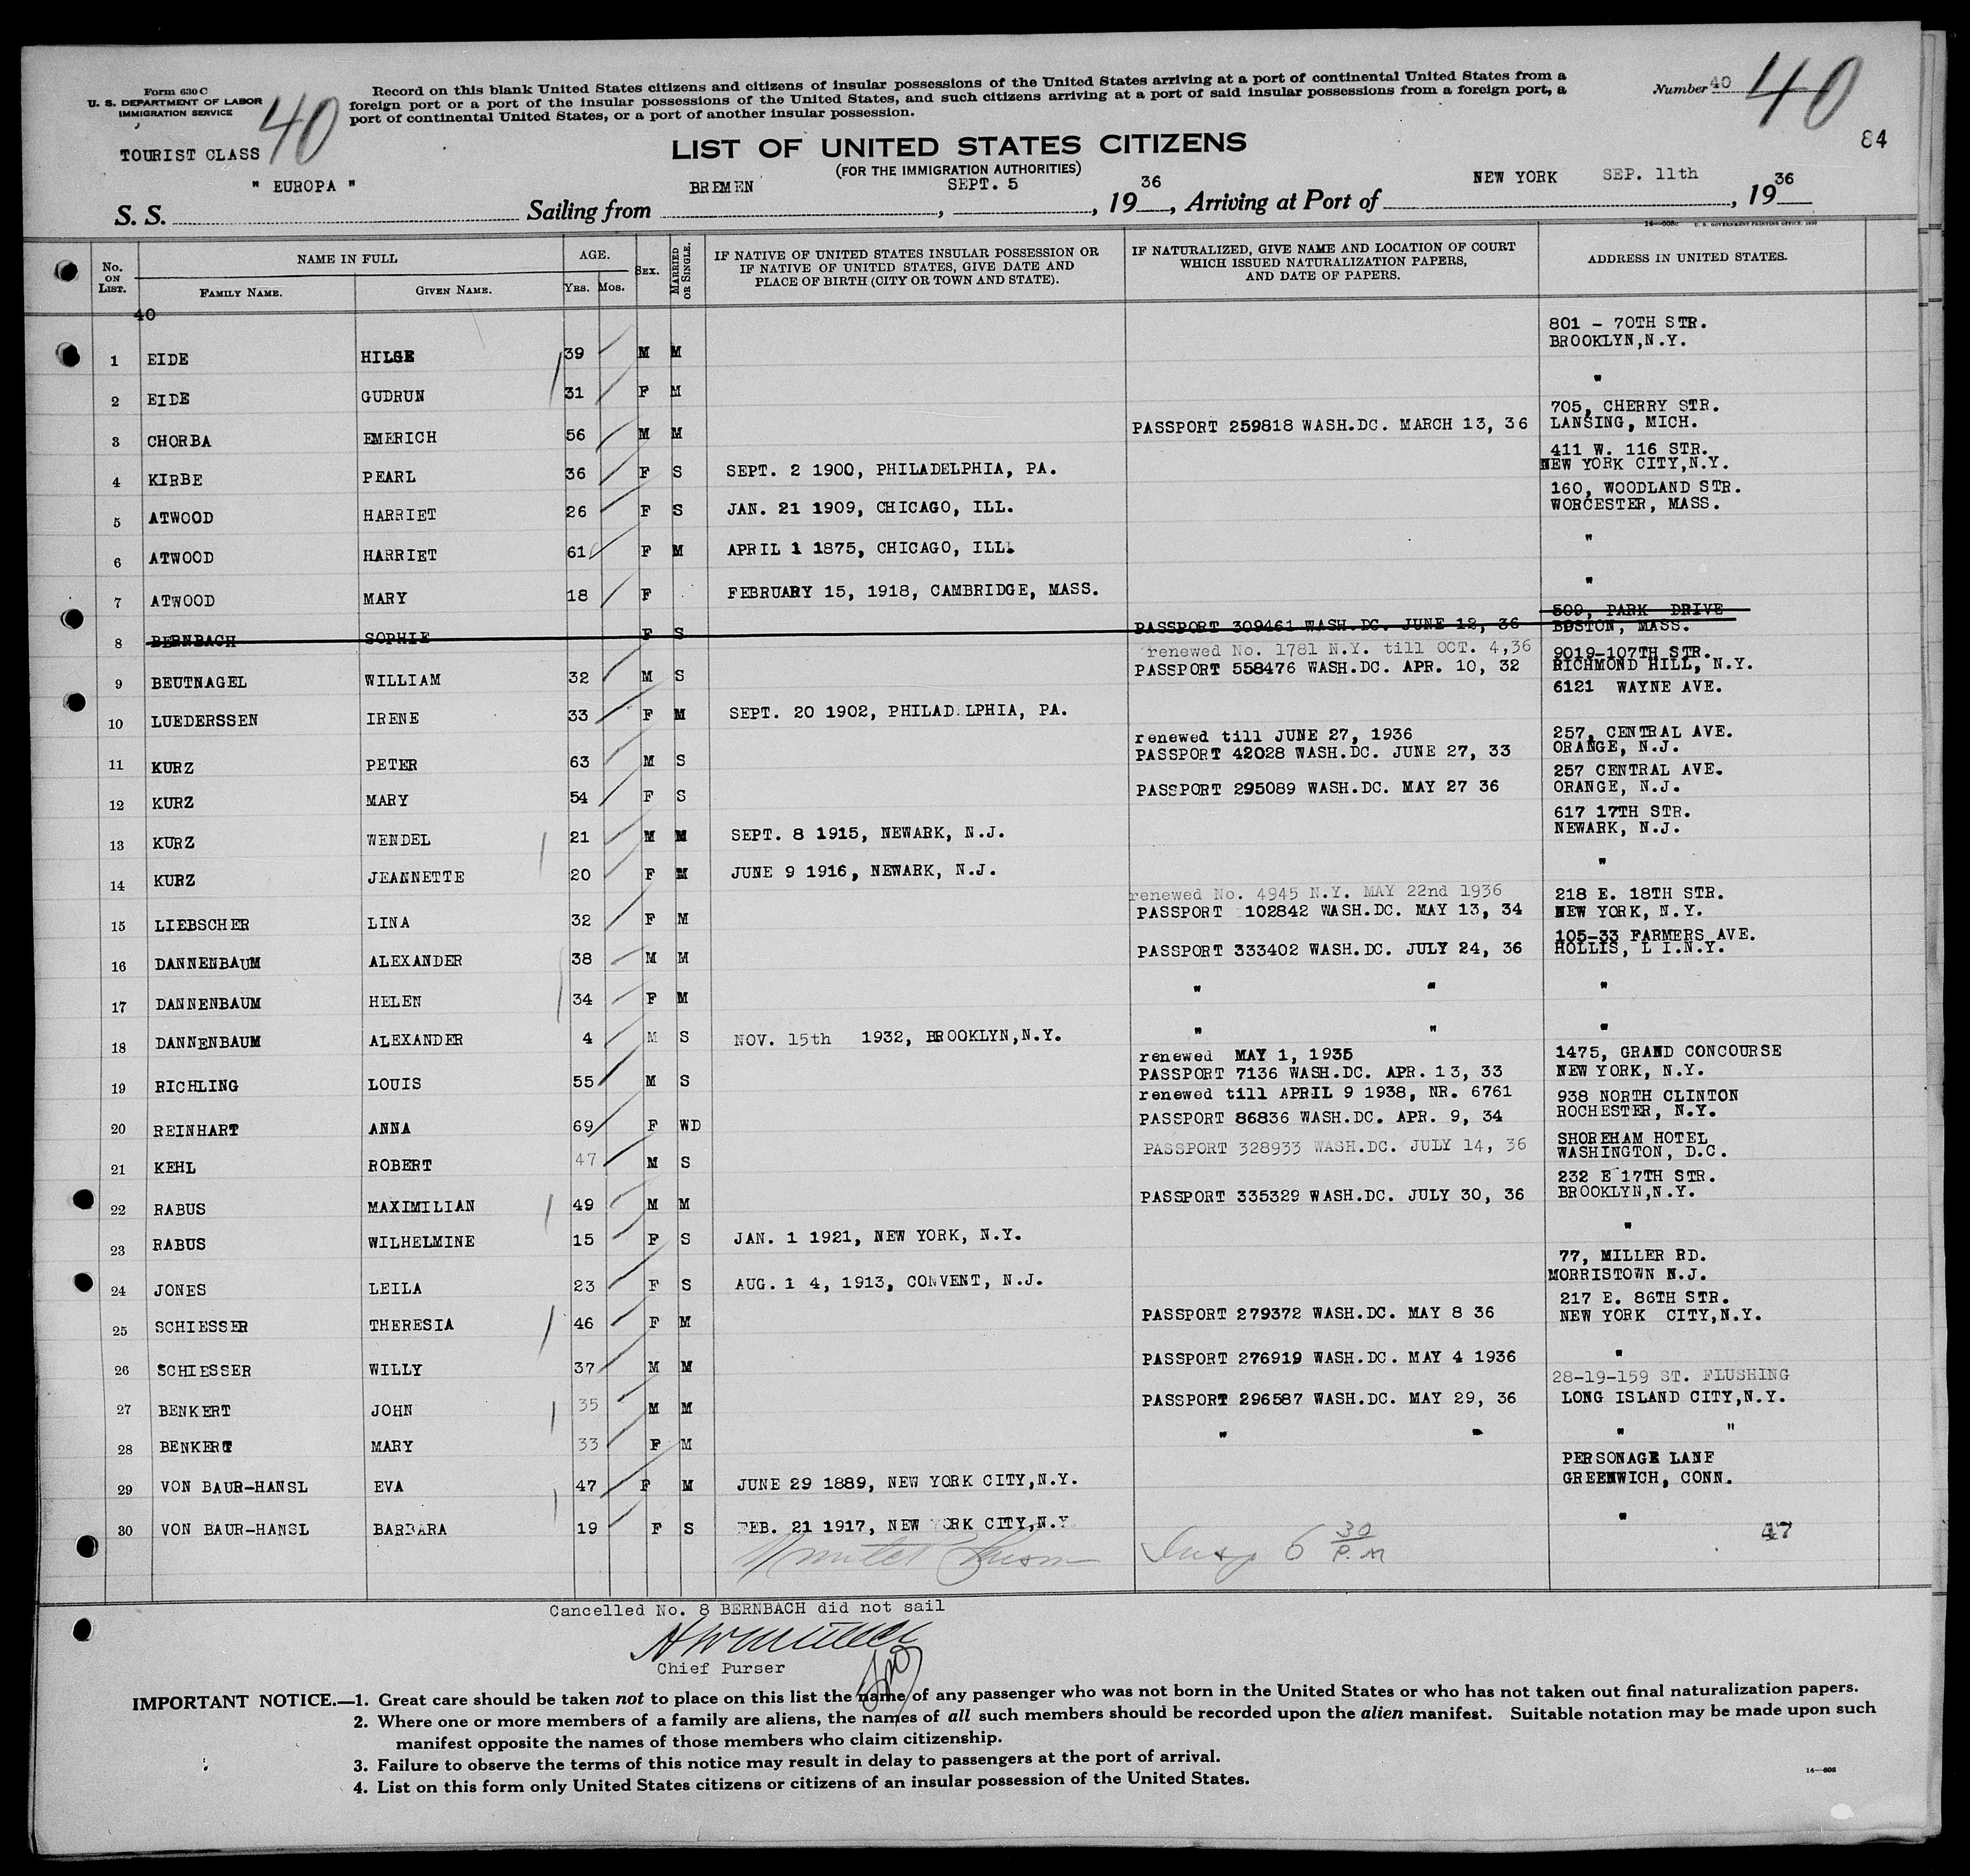 Form 630 C
U. S. DEPARTMENT OF LABOR
IMMIGRATION SERVICE
40
Record on this blank United States citizens and citizens of insular possessions of the United States arriving at a port of continental United States from a
foreign port or a port of the insular possessions of the United States, and such citizens arriving at a port of said insular possessions from a foreign port, a
port of continental United States, or a port of another insular possession.
Number 40
40
84
TOURIST CLASS
LIST OF UNITED STATES CITIZENS
(FOR THE IMMIGRATION AUTHORITIES)
S. S. " EUROPA " Sailing from BREMEN, SEPT. 5, 1936, Arriving at Port of NEW YORK SEP. 11th, 1936
U. S. GOVERNMENT PRINTING OFFICE
No. ON LIST. NAME IN FULL AGE. SEX. MARRIED OR SINGLE. IF NATIVE OF UNITED STATES INSULAR POSSESSION OR IF NATIVE OF UNITED STATES, GIVE DATE AND PLACE OF BIRTH (CITY OR TOWN AND STATE). IF NATURALIZED, GIVE NAME AND LOCATION OF COURT WHICH ISSUED NATURALIZATION PAPERS, AND DATE OF PAPERS. ADDRESS IN UNITED STATES.
FAMILY NAME. GIVEN NAME. YRS. MOS.
40
1 EIDE HILGE 39 M M 801 - 70TH STR. BROOKLYN,N.Y.
2 EIDE GUDRUN 31 F M "
3 CHORBA EMERICH 56 M M PASSPORT 259818 WASH.DC. MARCH 13, 36 705, CHERRY STR. LANSING, MICH.
4 KIRBE PEARL 36 F S SEPT. 2 1900, PHILADELPHIA, PA. 411 W. 116 STR. NEW YORK CITY,N.Y.
5 ATWOOD HARRIET 26 F S JAN. 21 1909, CHICAGO, ILL. 160, WOODLAND STR. WORCESTER, MASS.
6 ATWOOD HARRIET 61 F M APRIL 1 1875, CHICAGO, ILL. "
7 ATWOOD MARY 18 F FEBRUARY 15, 1918, CAMBRIDGE, MASS. "
8 BERNBACH SOPHIE F S PASSPORT 309461 WASH.DC. JUNE 12, 36 509, PARK DRIVE BOSTON, MASS.
9 BEUTNAGEL WILLIAM 32 M S renewed No. 1781 N.Y. till OCT. 4,36 PASSPORT 558476 WASH.DC. APR. 10, 32 9019-107TH STR. RICHMOND HILL, N.Y.
10 LUEDERSSEN IRENE 33 F M SEPT. 20 1902, PHILAD LPHIA, PA. 6121 WAYNE AVE.
11 KURZ PETER 63 M S renewed till JUNE 27, 1936 PASSPORT 42028 WASH.DC. JUNE 27, 33 257, CENTRAL AVE. ORANGE, N.J.
12 KURZ MARY 54 F S PASSPORT 295089 WASH.DC. MAY 27 36 257 CENTRAL AVE. ORANGE, N.J.
13 KURZ WENDEL 21 M M SEPT. 8 1915, NEWARK, N.J. 617 17TH STR. NEWARK, N.J.
14 KURZ JEANNETTE 20 F M JUNE 9 1916, NEWARK, N.J. "
15 LIEBSCHER LINA 32 F M renewed No. 4945 N.Y. MAY 22nd 1936 PASSPORT 102842 WASH.DC. MAY 13, 34 218 E. 18TH STR. NEW YORK, N.Y.
16 DANNENBAUM ALEXANDER 38 M M PASSPORT 333402 WASH.DC. JULY 24, 36 105-33 FARMERS AVE. HOLLIS, L I.N.Y.
17 DANNENBAUM HELEN 34 F M " " "
18 DANNENBAUM ALEXANDER 4 M S NOV. 15th 1932, BROOKLYN,N.Y. " " "
19 RICHLING LOUIS 55 M S renewed MAY 1, 1935 PASSPORT 7136 WASH.DC. APR. 13, 33 1475, GRAND CONCOURSE NEW YORK, N.Y.
20 REINHART ANNA 69 F WD renewed till APRIL 9 1938, NR. 6761 PASSPORT 86836 WASH.DC. APR. 9, 34 938 NORTH CLINTON ROCHESTER, N.Y.
21 KEHL ROBERT 47 M S PASSPORT 328933 WASH.DC. JULY 14, 36 SHOREHAM HOTEL WASHINGTON, D.C.
22 RABUS MAXIMILIAN 49 M M PASSPORT 335329 WASH.DC. JULY 30, 36 232 E 17TH STR. BROOKLYN,N.Y.
23 RABUS WILHELMINE 15 F S JAN. 1 1921, NEW YORK, N.Y. "
24 JONES LEILA 23 F S AUG. 1 4, 1913, CONVENT, N.J. 77, MILLER RD. MORRISTOWN N.J.
25 SCHIESSER THERESIA 46 F M PASSPORT 279372 WASH.DC. MAY 8 36 217 E. 86TH STR. NEW YORK CITY,N.Y.
26 SCHIESSER WILLY 37 M M PASSPORT 276919 WASH.DC. MAY 4 1936 "
27 BENKERT JOHN 35 M M PASSPORT 296587 WASH.DC. MAY 29, 36 28-19-159 ST. FLUSHING LONG ISLAND CITY,N.Y.
28 BENKERT MARY 33 F M " " " "
29 VON BAUR-HANSL EVA 47 F M JUNE 29 1889, NEW YORK CITY,N.Y. PERSONAGE LANE GREENWICH, CONN.
30 VON BAUR-HANSL BARBARA 19 F S FEB. 21 1917, NEW YORK CITY,N.Y. "
6 30 P.M
47
Cancelled No. 8 BERNBACH did not sail
Chief Purser
IMPORTANT NOTICE.—1. Great care should be taken not to place on this list the name of any passenger who was not born in the United States or who has not taken out final naturalization papers.
2. Where one or more members of a family are aliens, the names of all such members should be recorded upon the alien manifest. Suitable notation may be made upon such
manifest opposite the names of those members who claim citizenship.
3. Failure to observe the terms of this notice may result in delay to passengers at the port of arrival.
4. List on this form only United States citizens or citizens of an insular possession of the United States.
14—608